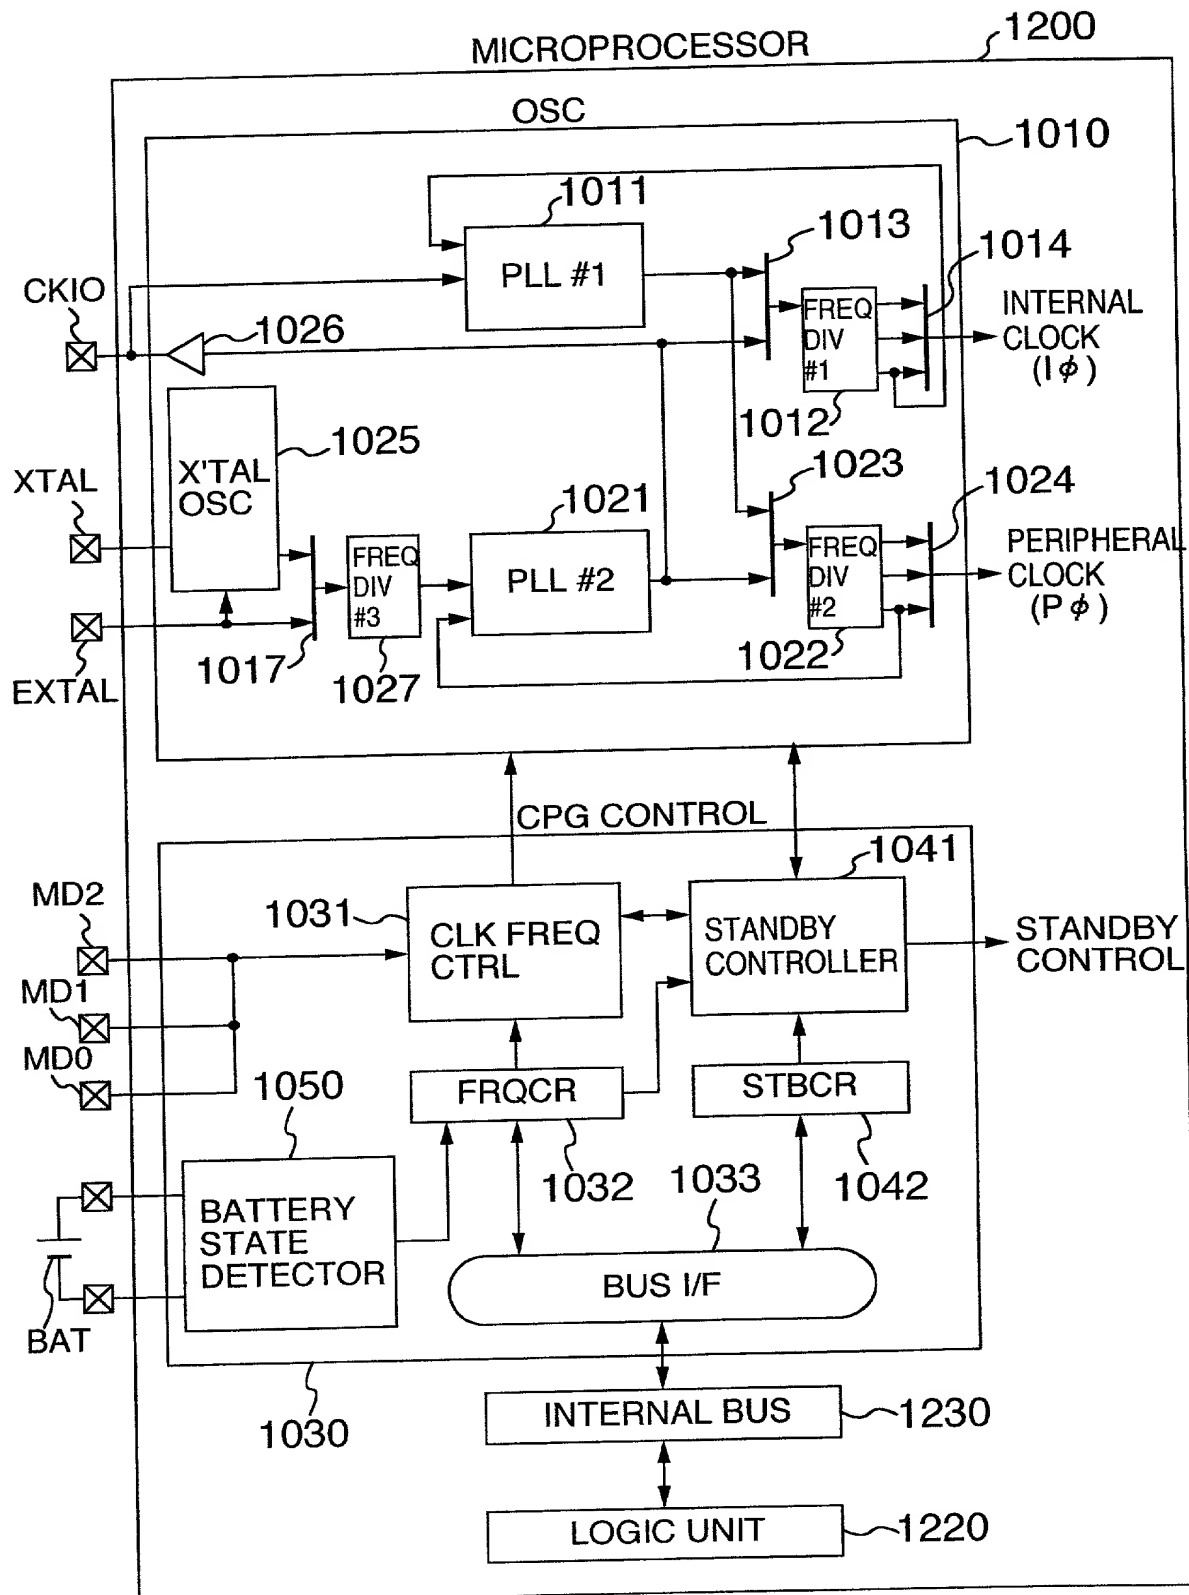 MICROPROCESSOR
1200
OSC
1010
1011
1013
1014
PLL #1
CKIO
1026
FREQ
DIV
#1
INTERNAL
CLOCK
(Iϕ)
1012
1025
X'TAL
OSC
XTAL
1023
1024
1021
PLL #2
FREQ
DIV
#3
FREQ
DIV
#2
PERIPHERAL
CLOCK
(Pϕ)
1017
1027
1022
EXTAL
CPG CONTROL
1041
MD2
1031
CLK FREQ
CTRL
STANDBY
CONTROLLER
STANDBY
CONTROL
MD1
MD0
1050
FRQCR
STBCR
1032
1033
1042
BATTERY
STATE
DETECTOR
BUS I/F
BAT
1030
INTERNAL BUS
1230
LOGIC UNIT
1220